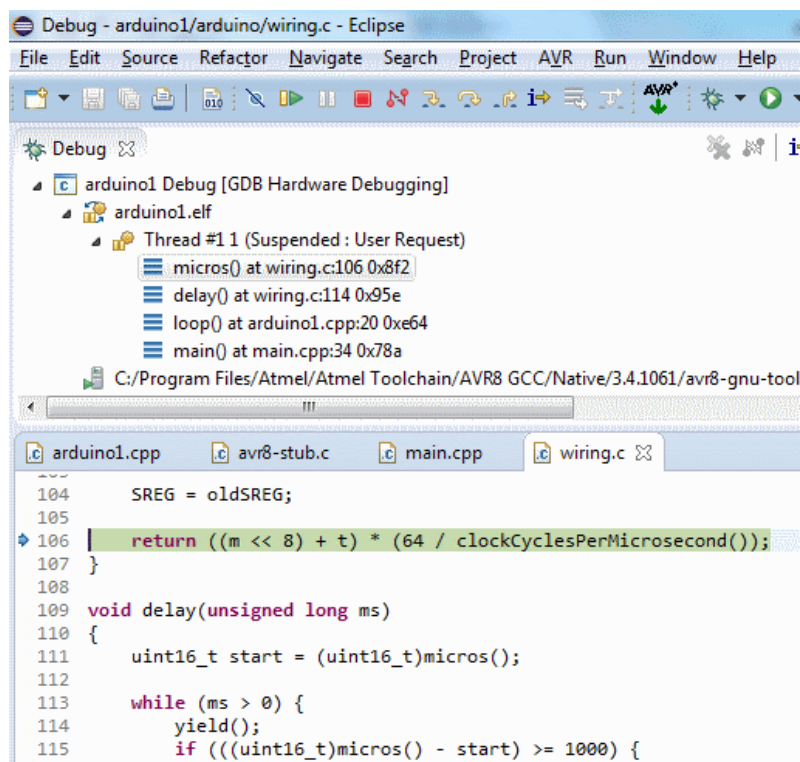 Debug - arduino1/arduino/wiring.c - Eclipse
File Edit Source Refactor Navigate Search Project AVR Run Window Help
010 i AVR
Debug
arduino1 Debug [GDB Hardware Debugging]
arduino1.elf
Thread #1 1 (Suspended : User Request)
micros() at wiring.c:106 0x8f2
delay() at wiring.c:114 0x95e
loop() at arduino1.cpp:20 0xe64
main() at main.cpp:34 0x78a
C:/Program Files/Atmel/Atmel Toolchain/AVR8 GCC/Native/3.4.1061/avr8-gnu-tool
arduino1.cpp avr8-stub.c main.cpp wiring.c
104 SREG = oldSREG;
105
106 return ((m << 8) + t) * (64 / clockCyclesPerMicrosecond());
107 }
108
109 void delay(unsigned long ms)
110 {
111 uint16_t start = (uint16_t)micros();
112
113 while (ms > 0) {
114 yield();
115 if (((uint16_t)micros() - start) >= 1000) {